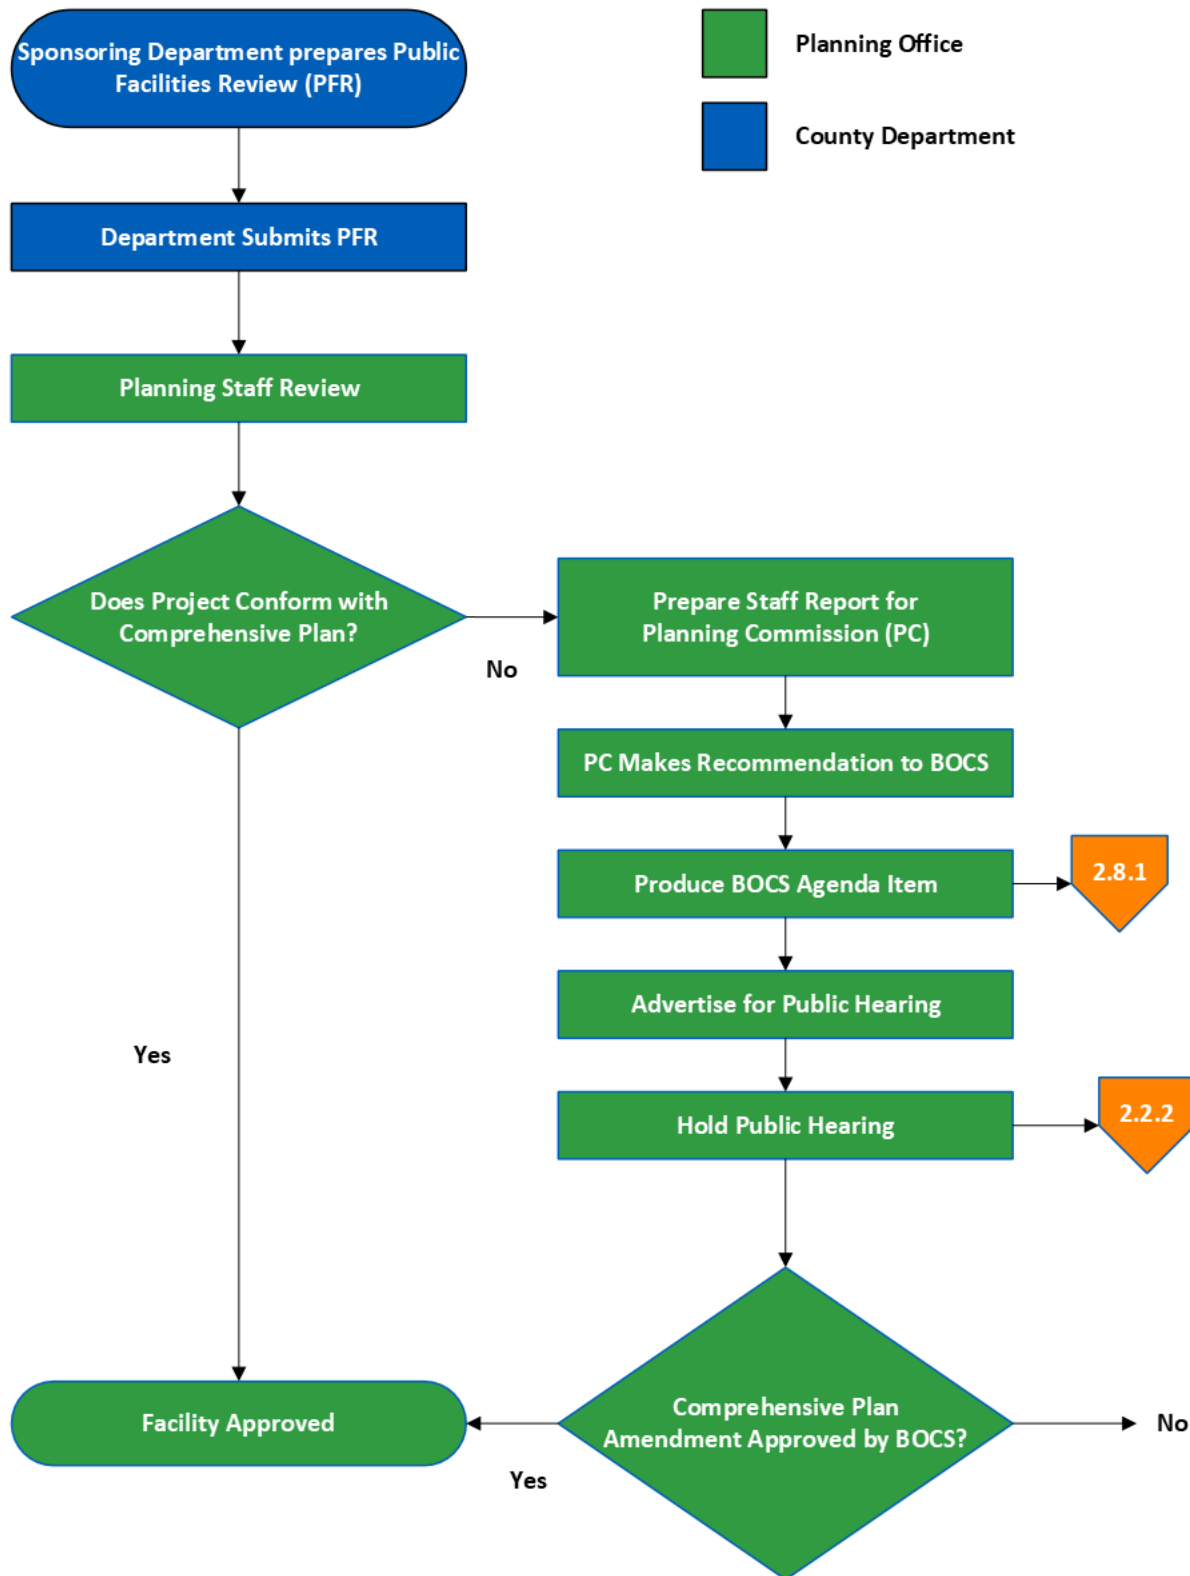 Sponsoring Department prepares Public
Facilities Review (PFR)
Planning Office
County Department
Department Submits PFR
Planning Staff Review
Does Project Conform with
Comprehensive Plan?
No
Prepare Staff Report for
Planning Commission (PC)
PC Makes Recommendation to BOCS
Produce BOCS Agenda Item
2.8.1
Advertise for Public Hearing
Yes
Hold Public Hearing
2.2.2
Facility Approved
Comprehensive Plan
Amendment Approved by BOCS?
No
Yes